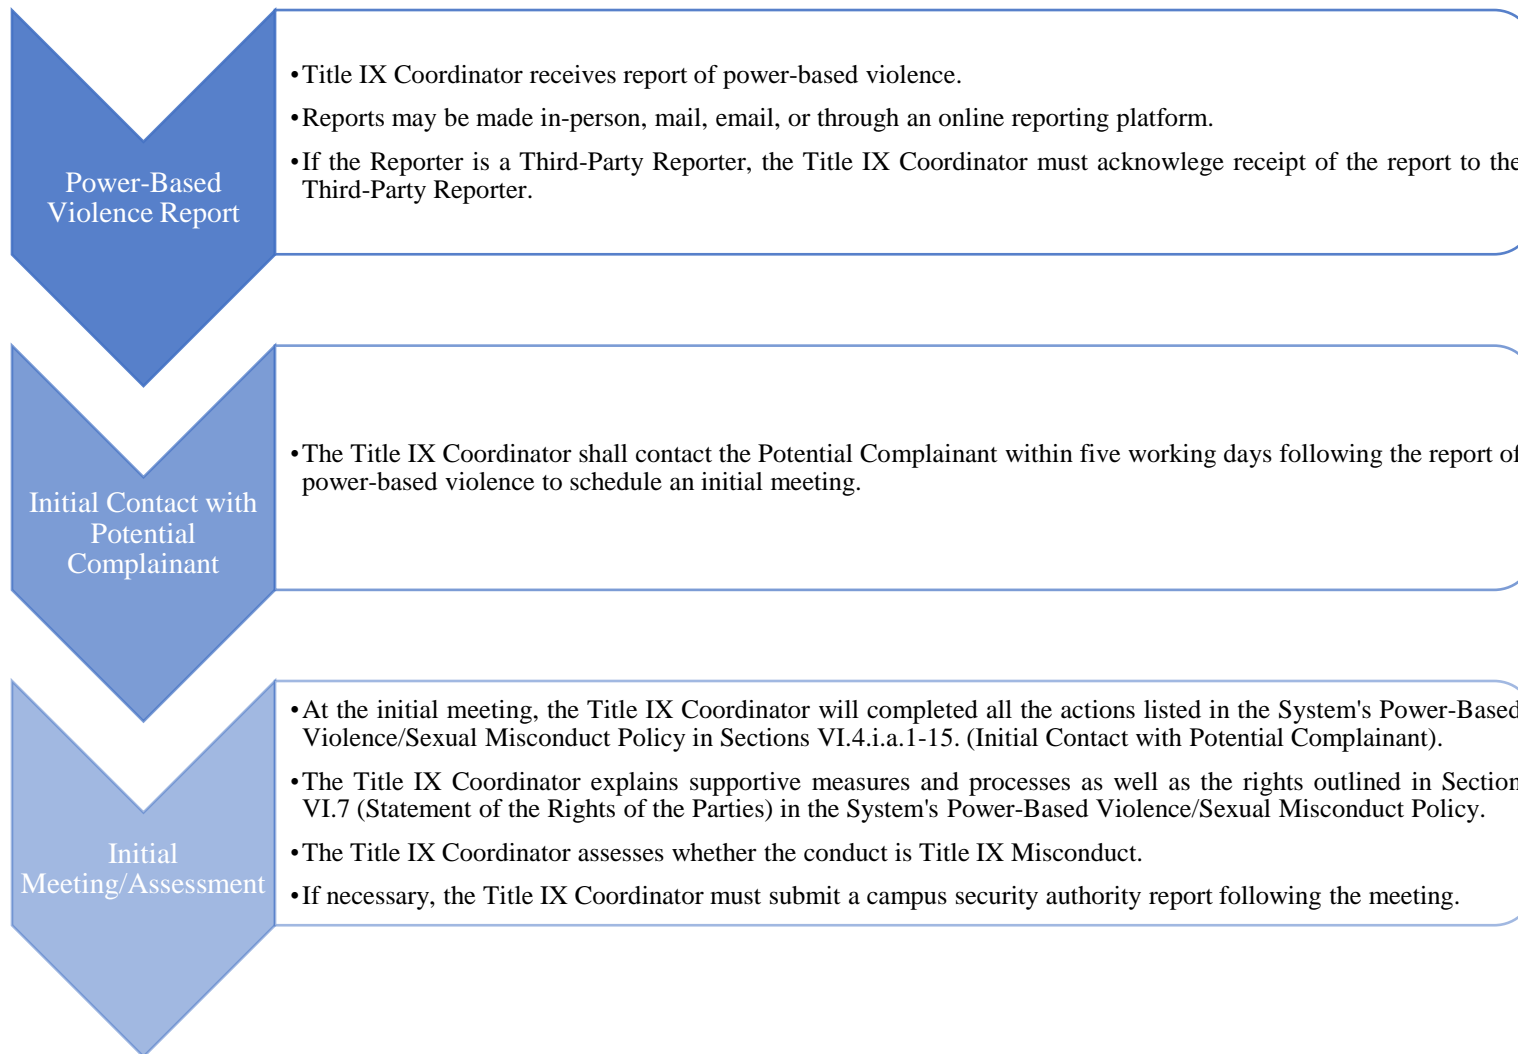 Power-Based
Violence Report
•Title IX Coordinator receives report of power-based violence.
•Reports may be made in-person, mail, email, or through an online reporting platform.
•If the Reporter is a Third-Party Reporter, the Title IX Coordinator must acknowlege receipt of the report to the
Third-Party Reporter.
Initial Contact with
Potential
Complainant
•The Title IX Coordinator shall contact the Potential Complainant within five working days following the report of
power-based violence to schedule an initial meeting.
Initial
Meeting/Assessment
•At the initial meeting, the Title IX Coordinator will completed all the actions listed in the System's Power-Based
Violence/Sexual Misconduct Policy in Sections VI.4.i.a.1-15. (Initial Contact with Potential Complainant).
•The Title IX Coordinator explains supportive measures and processes as well as the rights outlined in Section
VI.7 (Statement of the Rights of the Parties) in the System's Power-Based Violence/Sexual Misconduct Policy.
•The Title IX Coordinator assesses whether the conduct is Title IX Misconduct.
•If necessary, the Title IX Coordinator must submit a campus security authority report following the meeting.